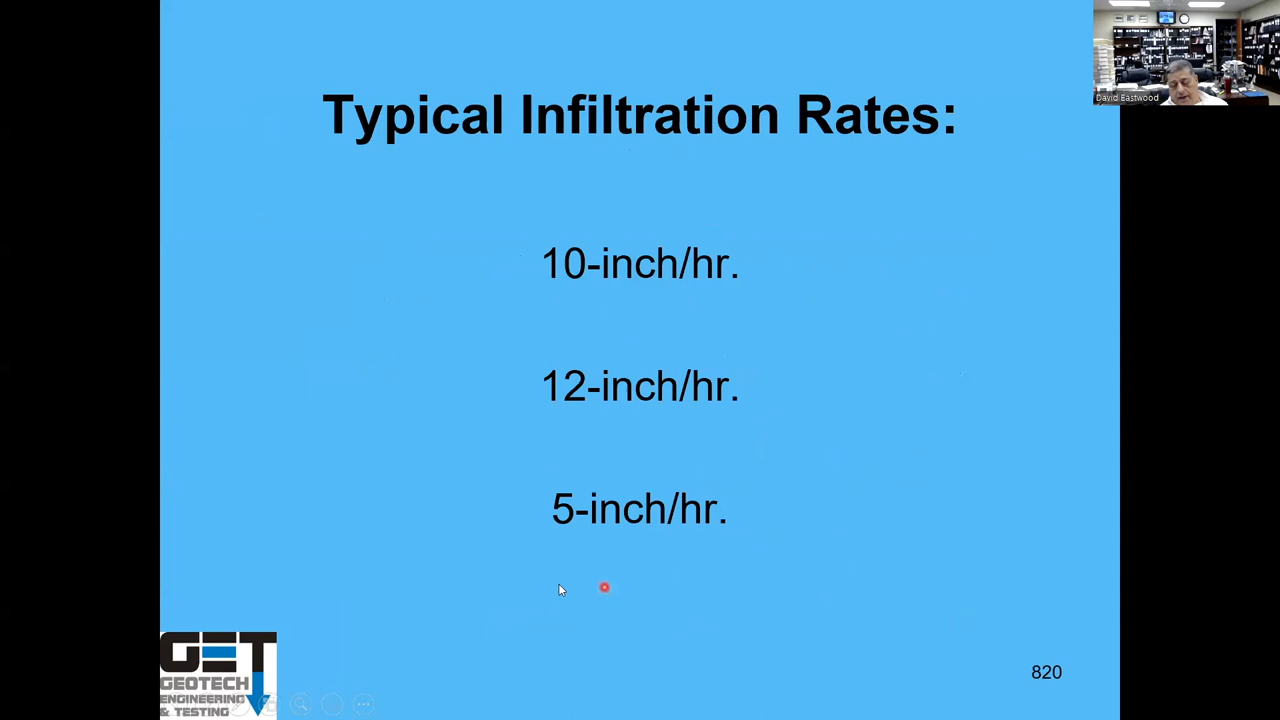 Typical Infiltration Rates:
10-inch/hr.
12-inch/hr.
5-inch/hr.
GET
GEOTECH
ENGINEERING
& TESTING
820
David Eastwood